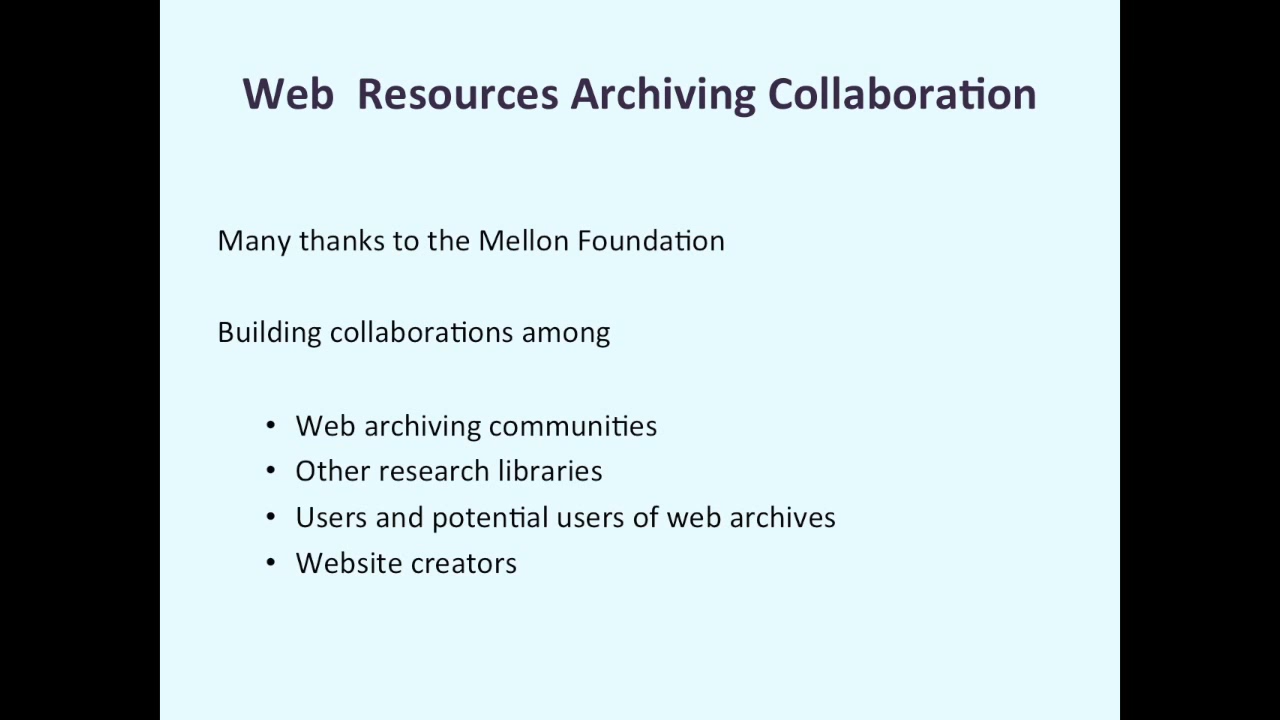 Web  Resources Archiving Collaboration
Many thanks to the Mellon Foundation
Building collaborations among
• Web archiving communities
• Other research libraries
• Users and potential users of web archives
• Website creators